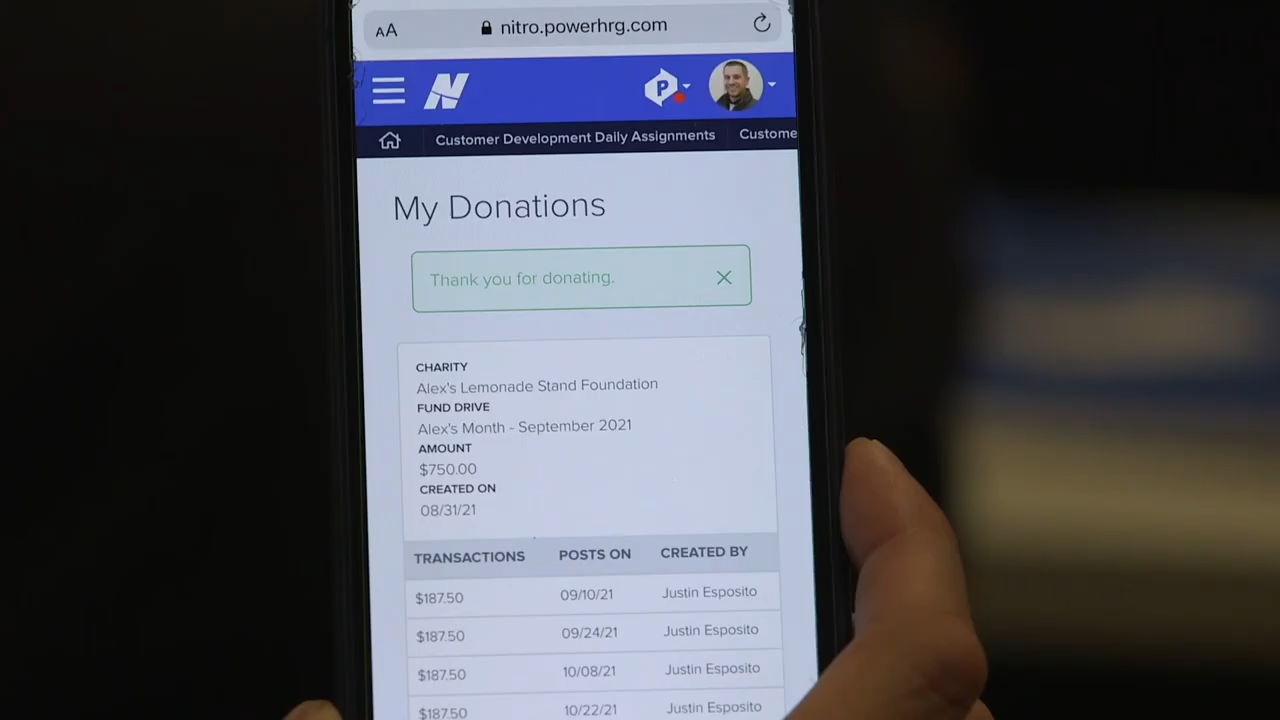 AA nitro.powerhrg.com
N P
Customer Development Daily Assignments Custome
My Donations
Thank you for donating.
CHARITY
Alex's Lemonade Stand Foundation
FUND DRIVE
Alex's Month - September 2021
AMOUNT
$750.00
CREATED ON
08/31/21
TRANSACTIONS POSTS ON CREATED BY
$187.50 09/10/21 Justin Esposito
$187.50 09/24/21 Justin Esposito
$187.50 10/08/21 Justin Esposito
$187.50 10/22/21 Justin Esposito